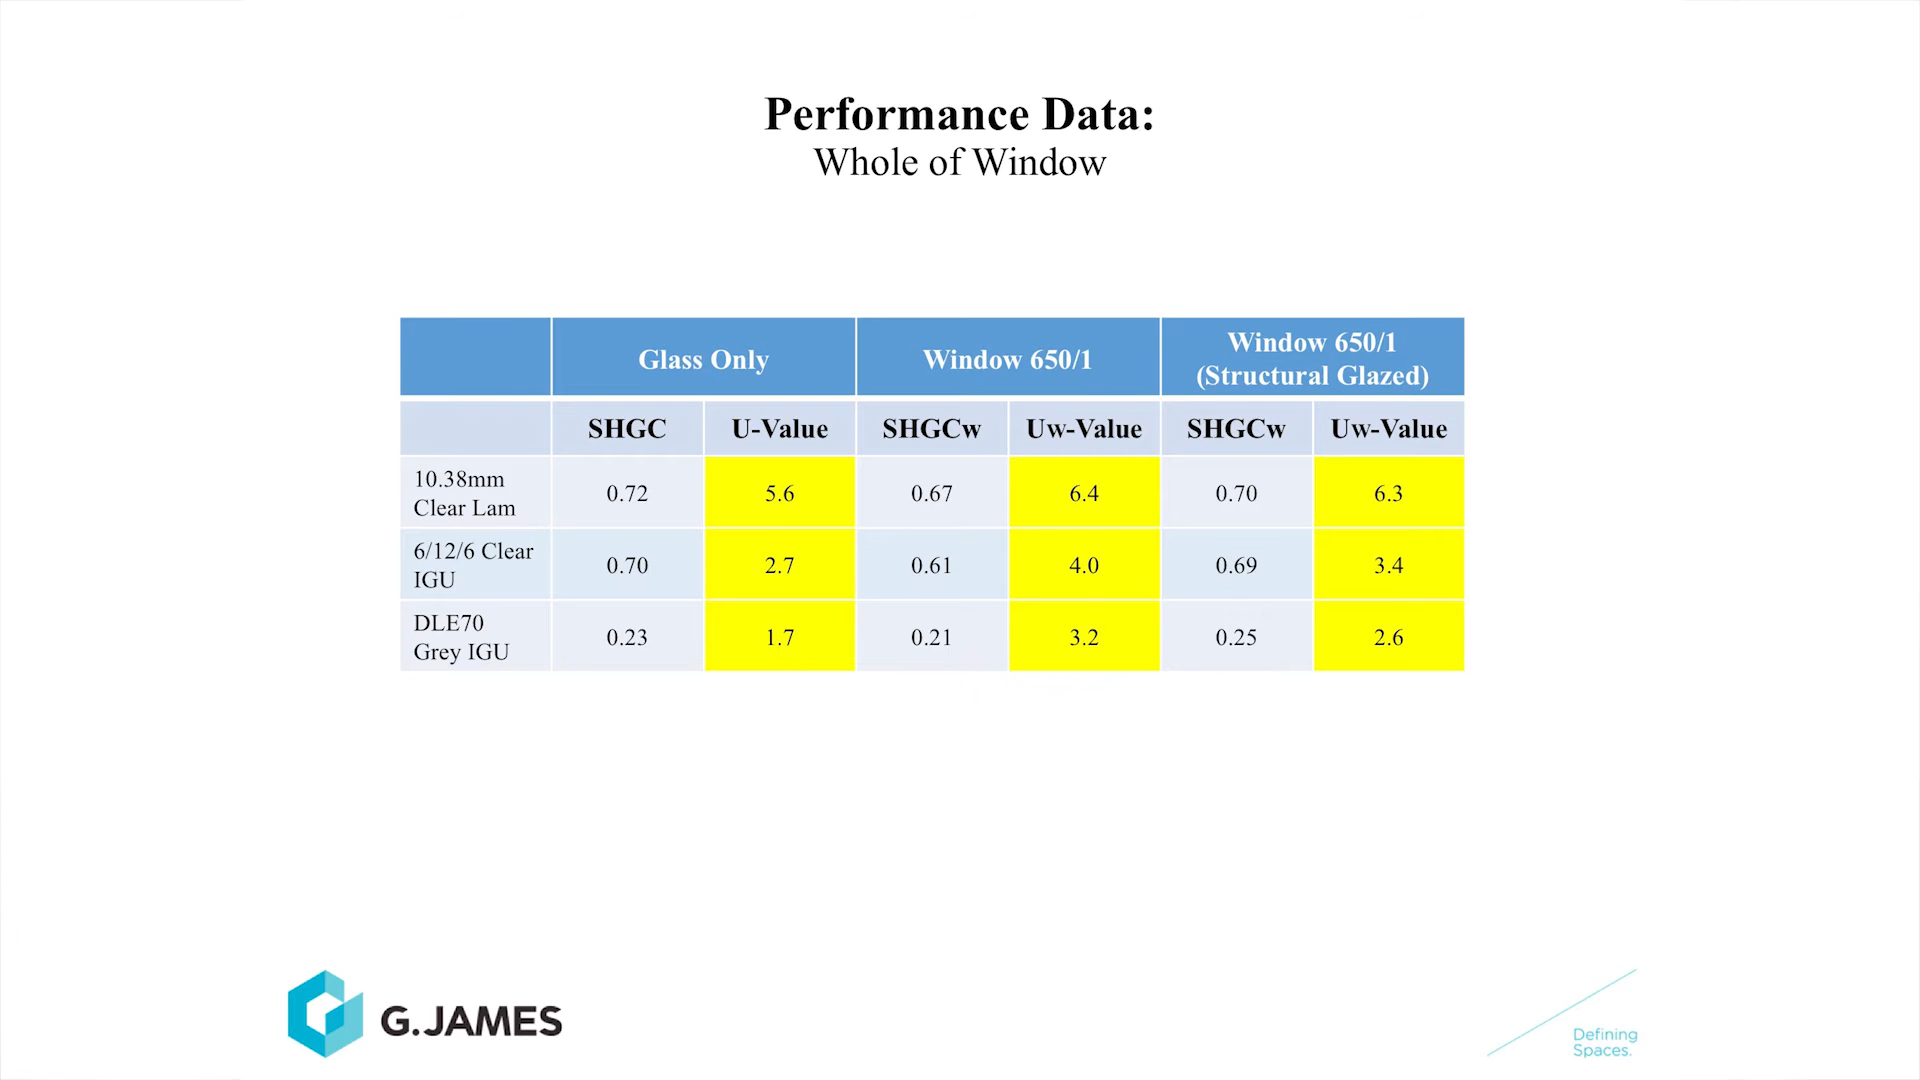 Performance Data:
Whole of Window
Glass Only
Window 650/1
Window 650/1
(Structural Glazed)
SHGC U-Value SHGCw Uw-Value SHGCw Uw-Value
10.38mm
Clear Lam
0.72 5.6 0.67 6.4 0.70 6.3
6/12/6 Clear
IGU
0.70 2.7 0.61 4.0 0.69 3.4
DLE70
Grey IGU
0.23 1.7 0.21 3.2 0.25 2.6
G.JAMES
Defining
Spaces.